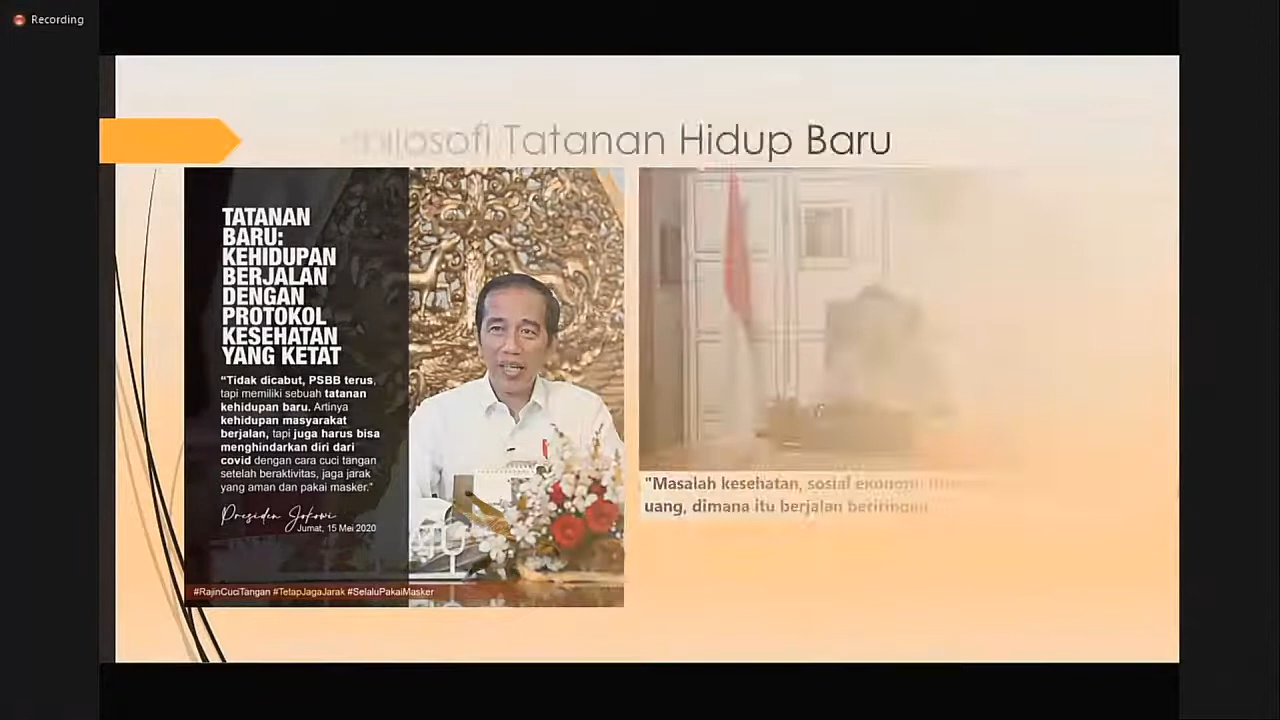 Recording
Filosofi Tatanan Hidup Baru
TATANAN
BARU:
KEHIDUPAN
BERJALAN
DENGAN
PROTOKOL
KESEHATAN
YANG KETAT
“Tidak dicabut, PSBB terus,
tapi memiliki sebuah tatanan
kehidupan baru. Artinya
kehidupan masyarakat
berjalan, tapi juga harus bisa
menghindarkan diri dari
covid dengan cara cuci tangan
setelah beraktivitas, jaga jarak
yang aman dan pakai masker.”
Presiden Jokowi
Jumat, 15 Mei 2020
#RajinCuciTangan #TetapJagaJarak #SelaluPakaiMasker
"Masalah kesehatan, sosial ekonomi
uang, dimana itu berjalan beriringan